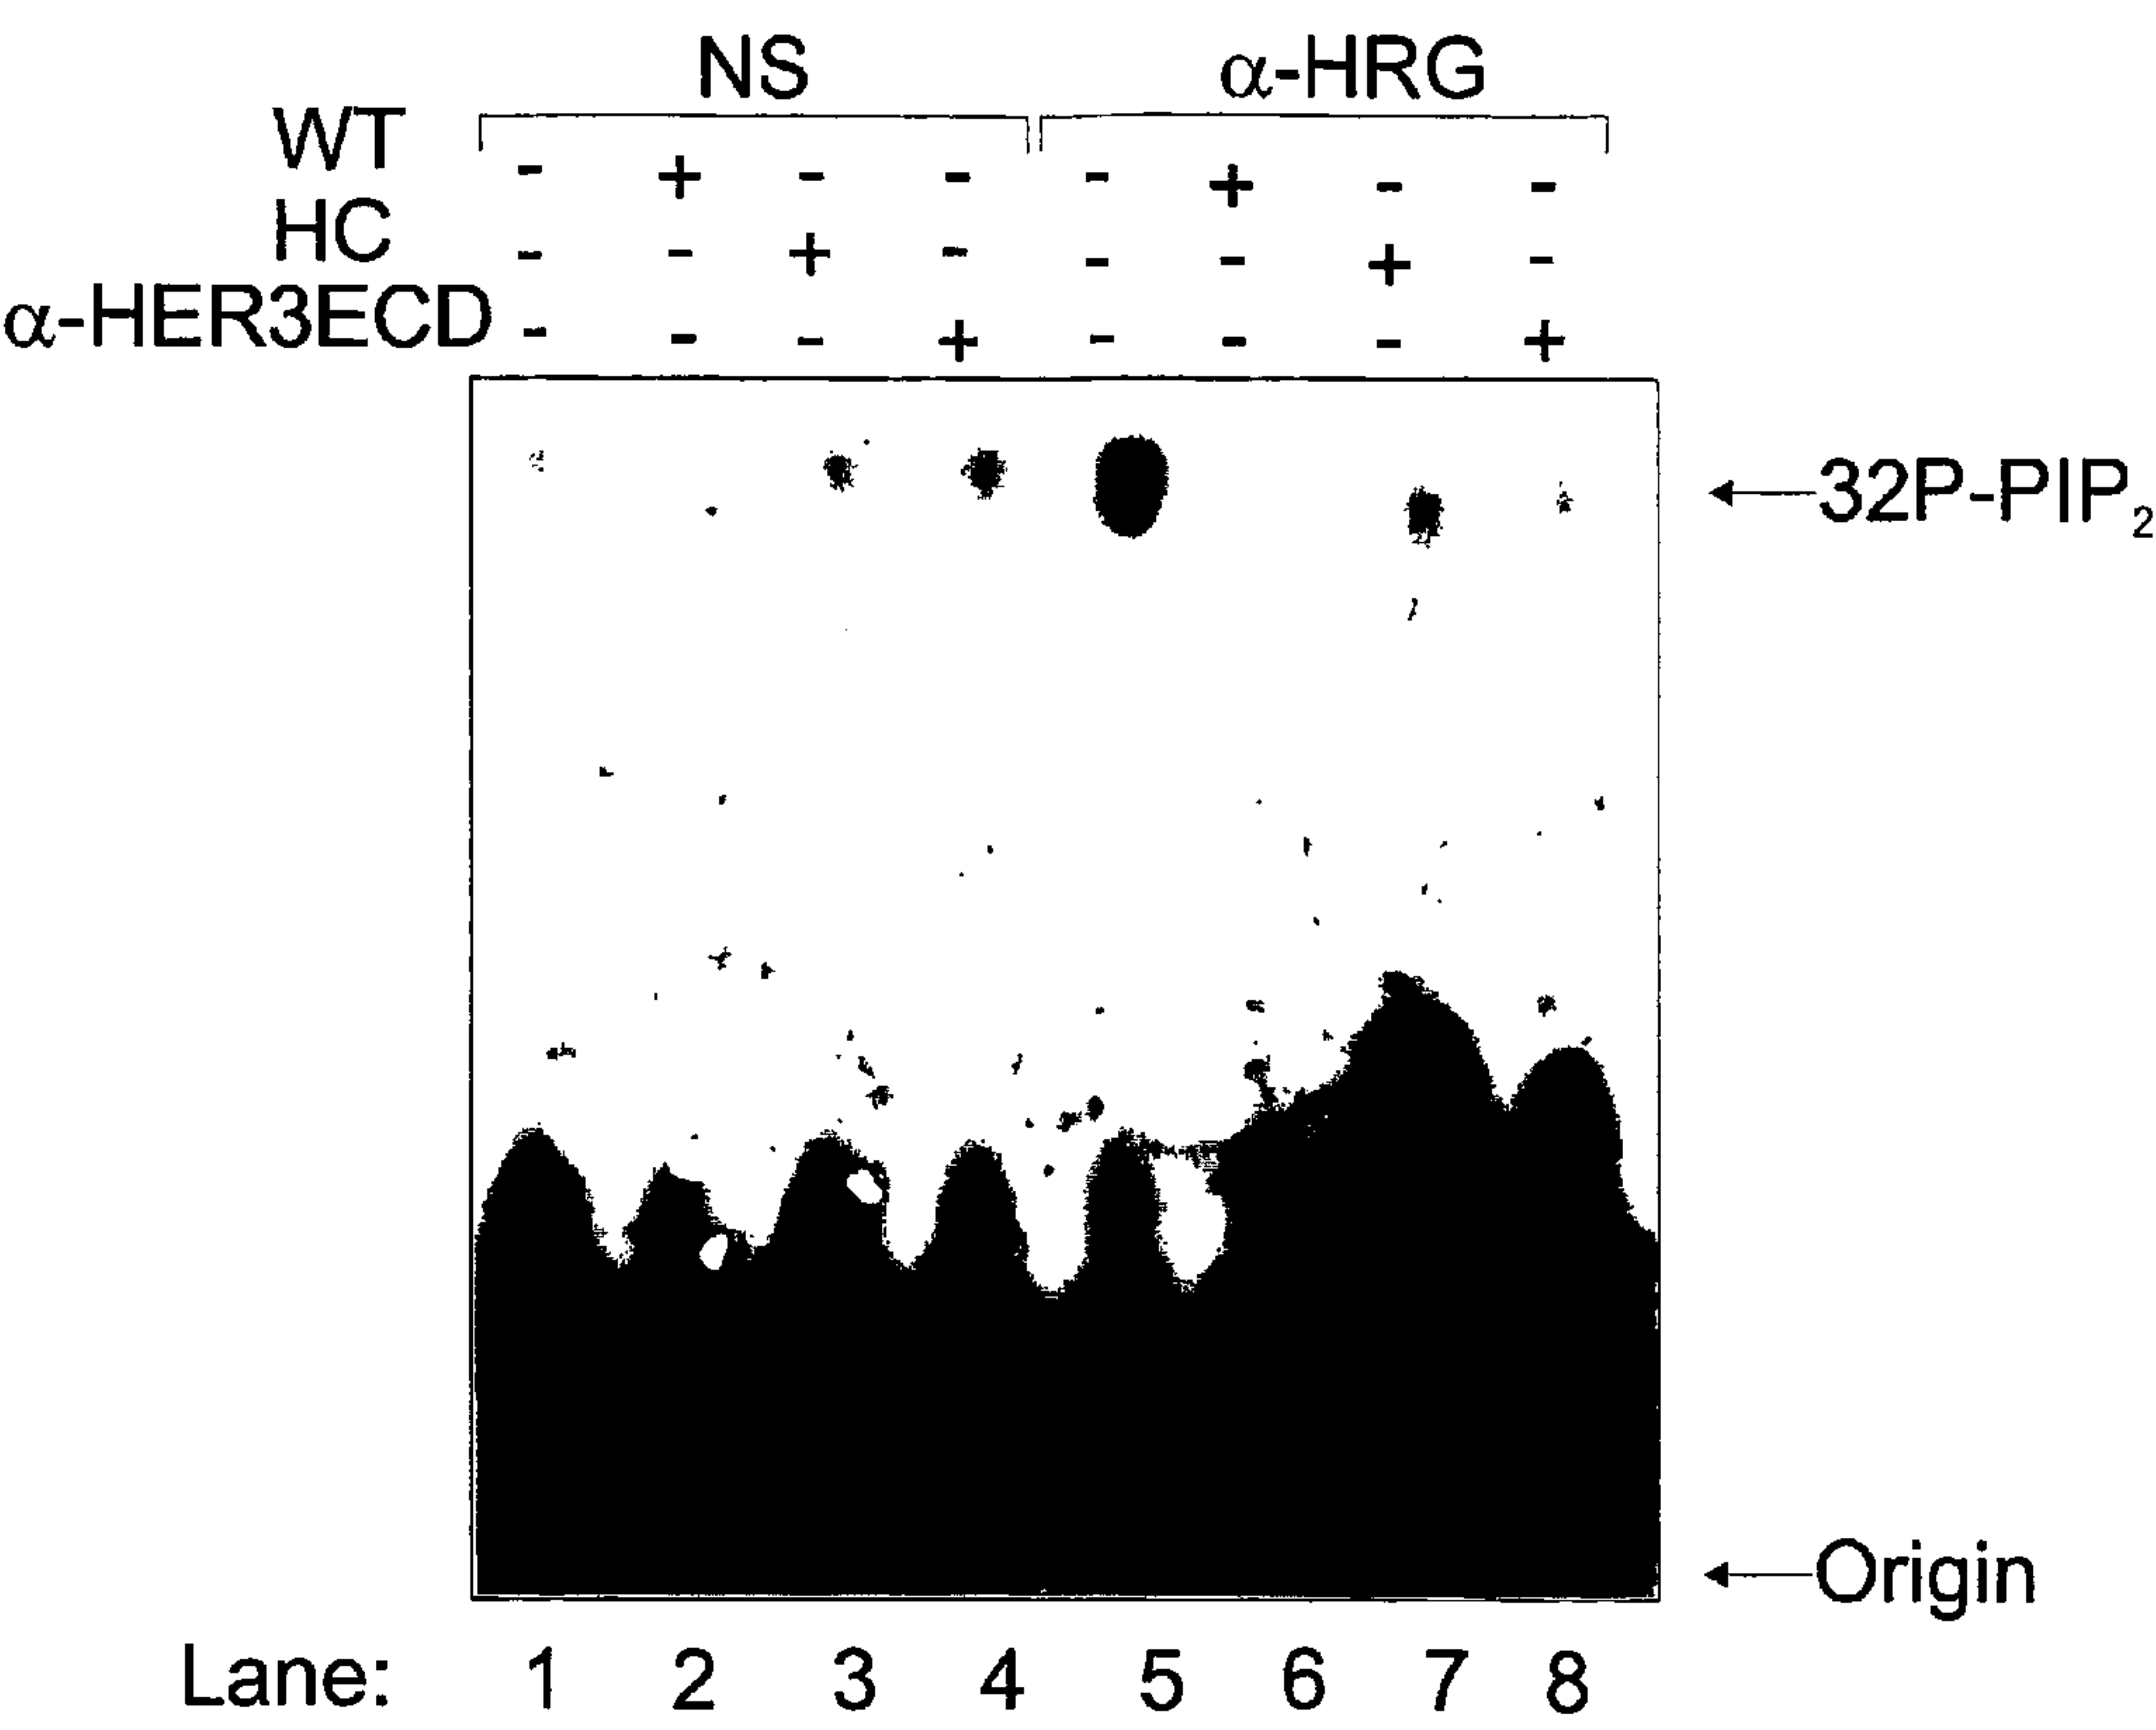 NS α-HRG
WT - + - - - + - -
HC - - + - - - + -
α-HER3ECD - - - + - - - +
32P-PIP₂
Origin
Lane: 1 2 3 4 5 6 7 8